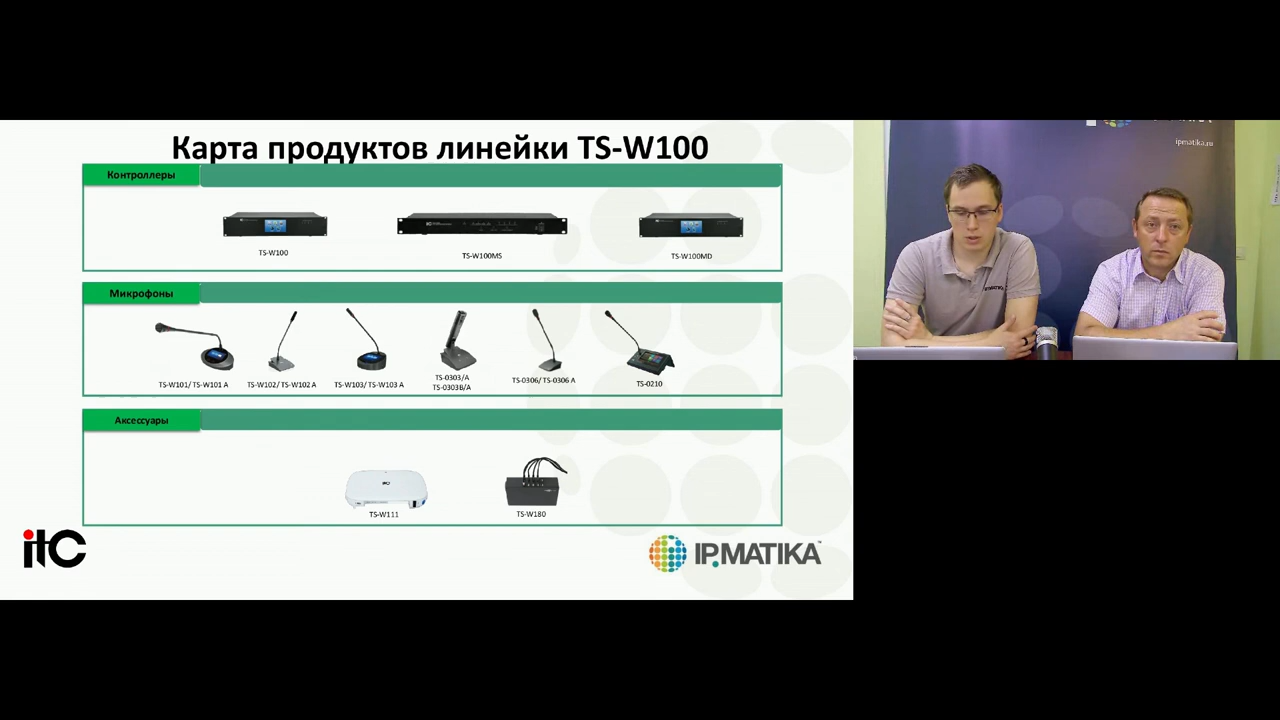 Карта продуктов линейки TS-W100
Контроллеры
TS-W100
TS-W100MS
TS-W100MD
Микрофоны
TS-W101/ TS-W101 A
TS-W102/ TS-W102 A
TS-W103/ TS-W103 A
TS-0303/A
TS-0303B/A
TS-0306/ TS-0306 A
TS-0210
Аксессуары
TS-W111
TS-W180
itC
IPMATIKA™
ipmatika.ru
IPMATIKA